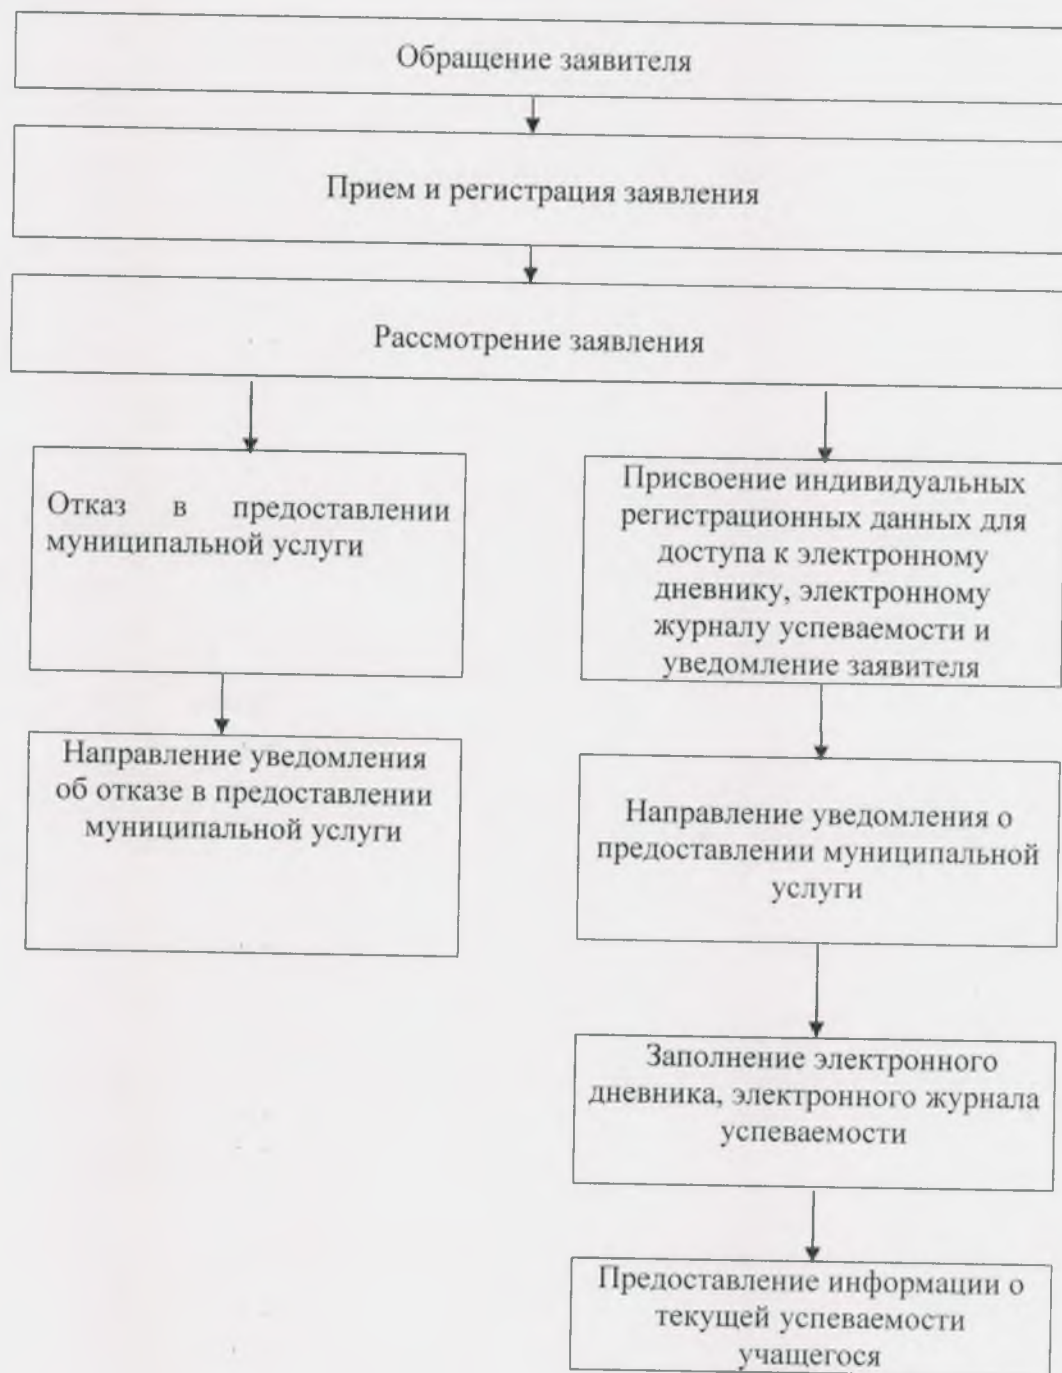 Обращение заявителя
Прием и регистрация заявления
Рассмотрение заявления
Отказ в предоставлении
муниципальной услуги
Направление уведомления
об отказе в предоставлении
муниципальной услуги
Присвоение индивидуальных
регистрационных данных для
доступа к электронному
дневнику, электронному
журналу успеваемости и
уведомление заявителя
Направление уведомления о
предоставлении муниципальной
услуги
Заполнение электронного
дневника, электронного журнала
успеваемости
Предоставление информации о
текущей успеваемости
учащегося